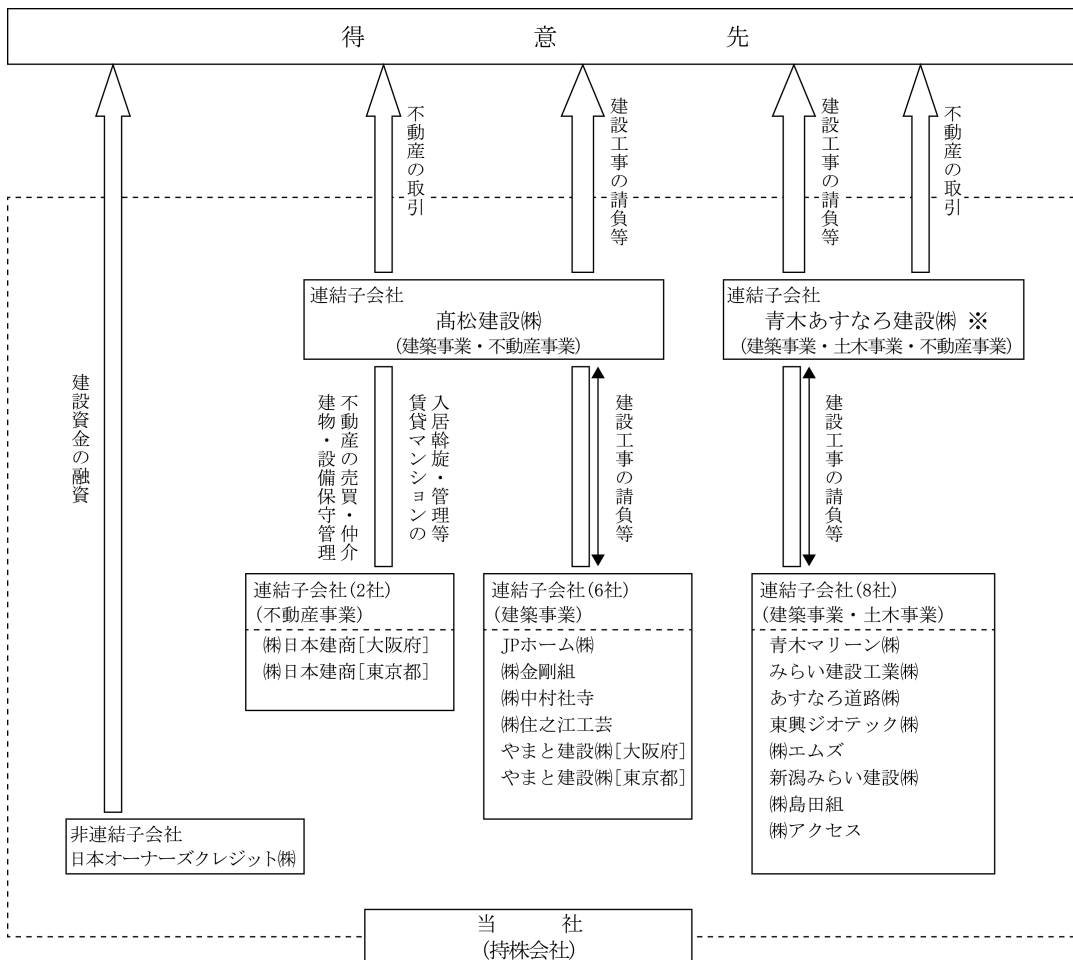 得意先
不動産の取引
建設工事の請負等
建設工事の請負等
不動産の取引
連結子会社
髙松建設㈱
(建築事業・不動産事業)
連結子会社
青木あすなろ建設㈱ ※
(建築事業・土木事業・不動産事業)
建設資金の融資
不動産の売買・仲介
建物・設備保守管理
入居斡旋・管理等
賃貸マンションの
建設工事の請負等
建設工事の請負等
連結子会社(2社)
(不動産事業)
㈱日本建商[大阪府]
㈱日本建商[東京都]
連結子会社(6社)
(建築事業)
JPホーム㈱
㈱金剛組
㈱中村社寺
㈱住之江工芸
やまと建設㈱[大阪府]
やまと建設㈱[東京都]
連結子会社(8社)
(建築事業・土木事業)
青木マリーン㈱
みらい建設工業㈱
あすなろ道路㈱
東興ジオテック㈱
㈱エムズ
新潟みらい建設㈱
㈱島田組
㈱アクセス
非連結子会社
日本オーナーズクレジット㈱
当社
(持株会社)